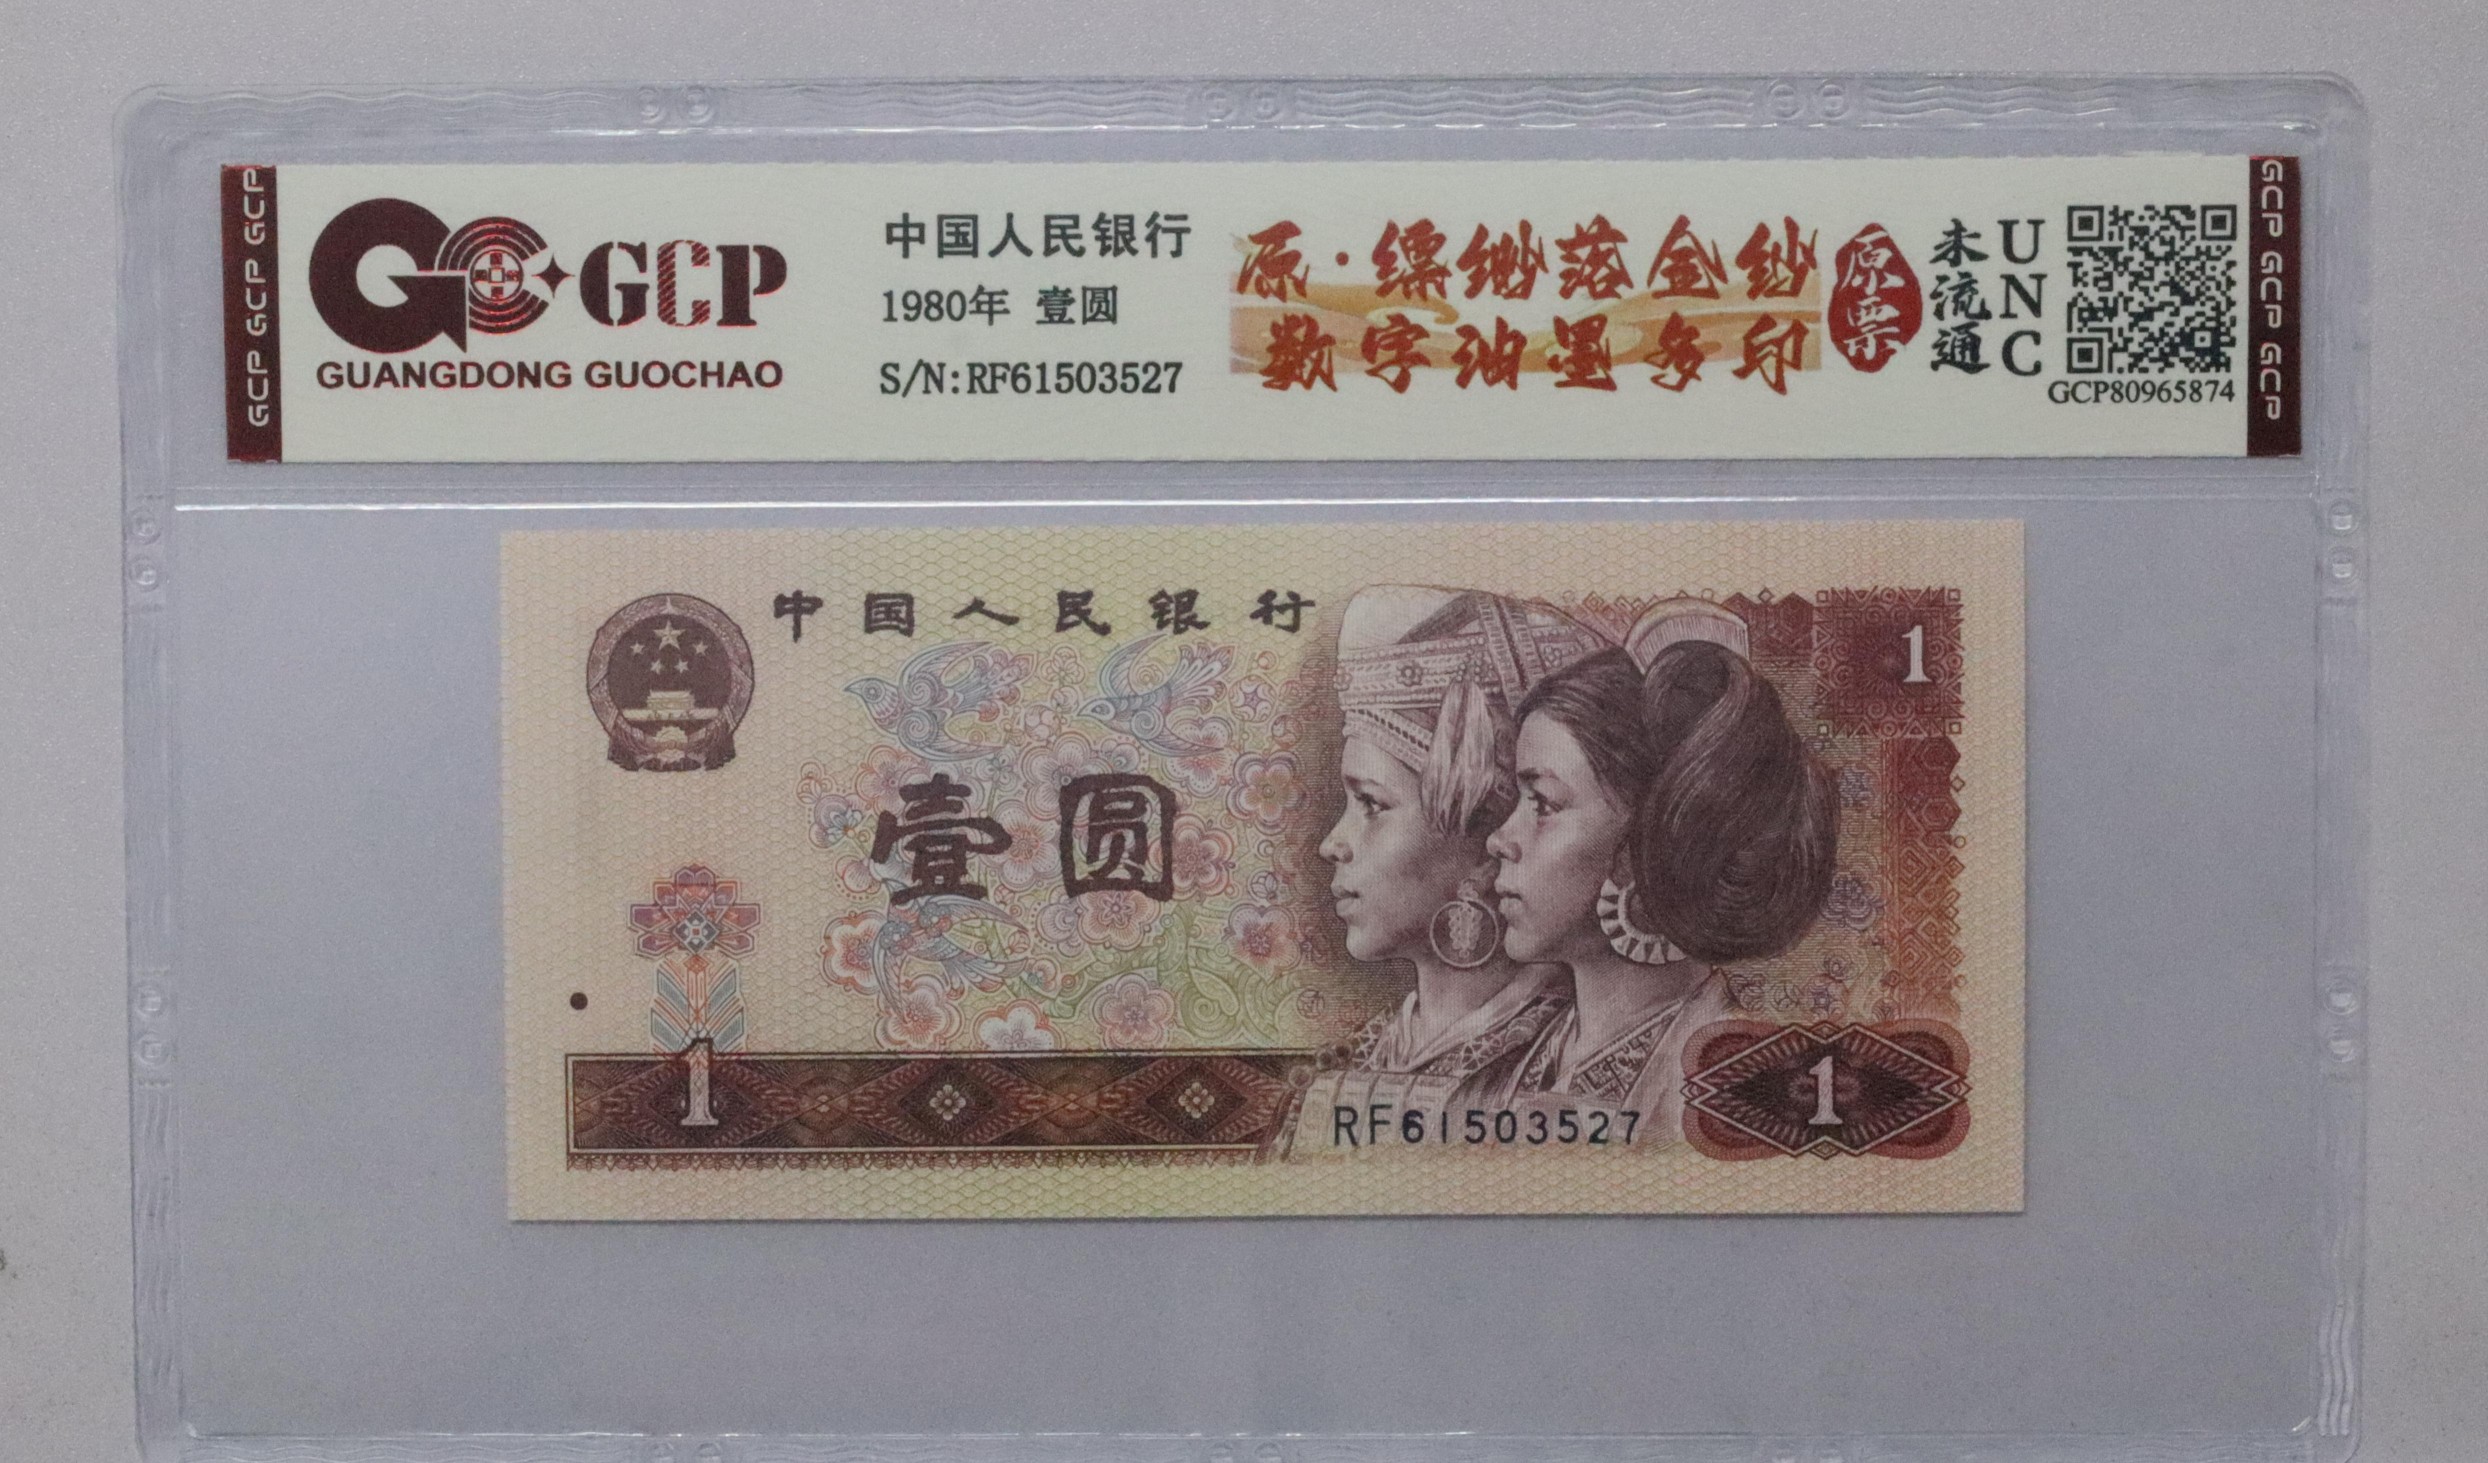 GCP GCP GCP
GCP
GUANGDONG GUOCHAO
中国人民银行
1980年 壹圆
S/N:RF61503527
原·缥缈落金纱
数字油墨多印
原票
未流通
UNC
GCP80965874
GCP GCP GCP
中国人民银行
1
壹圆
1
RF61503527
1